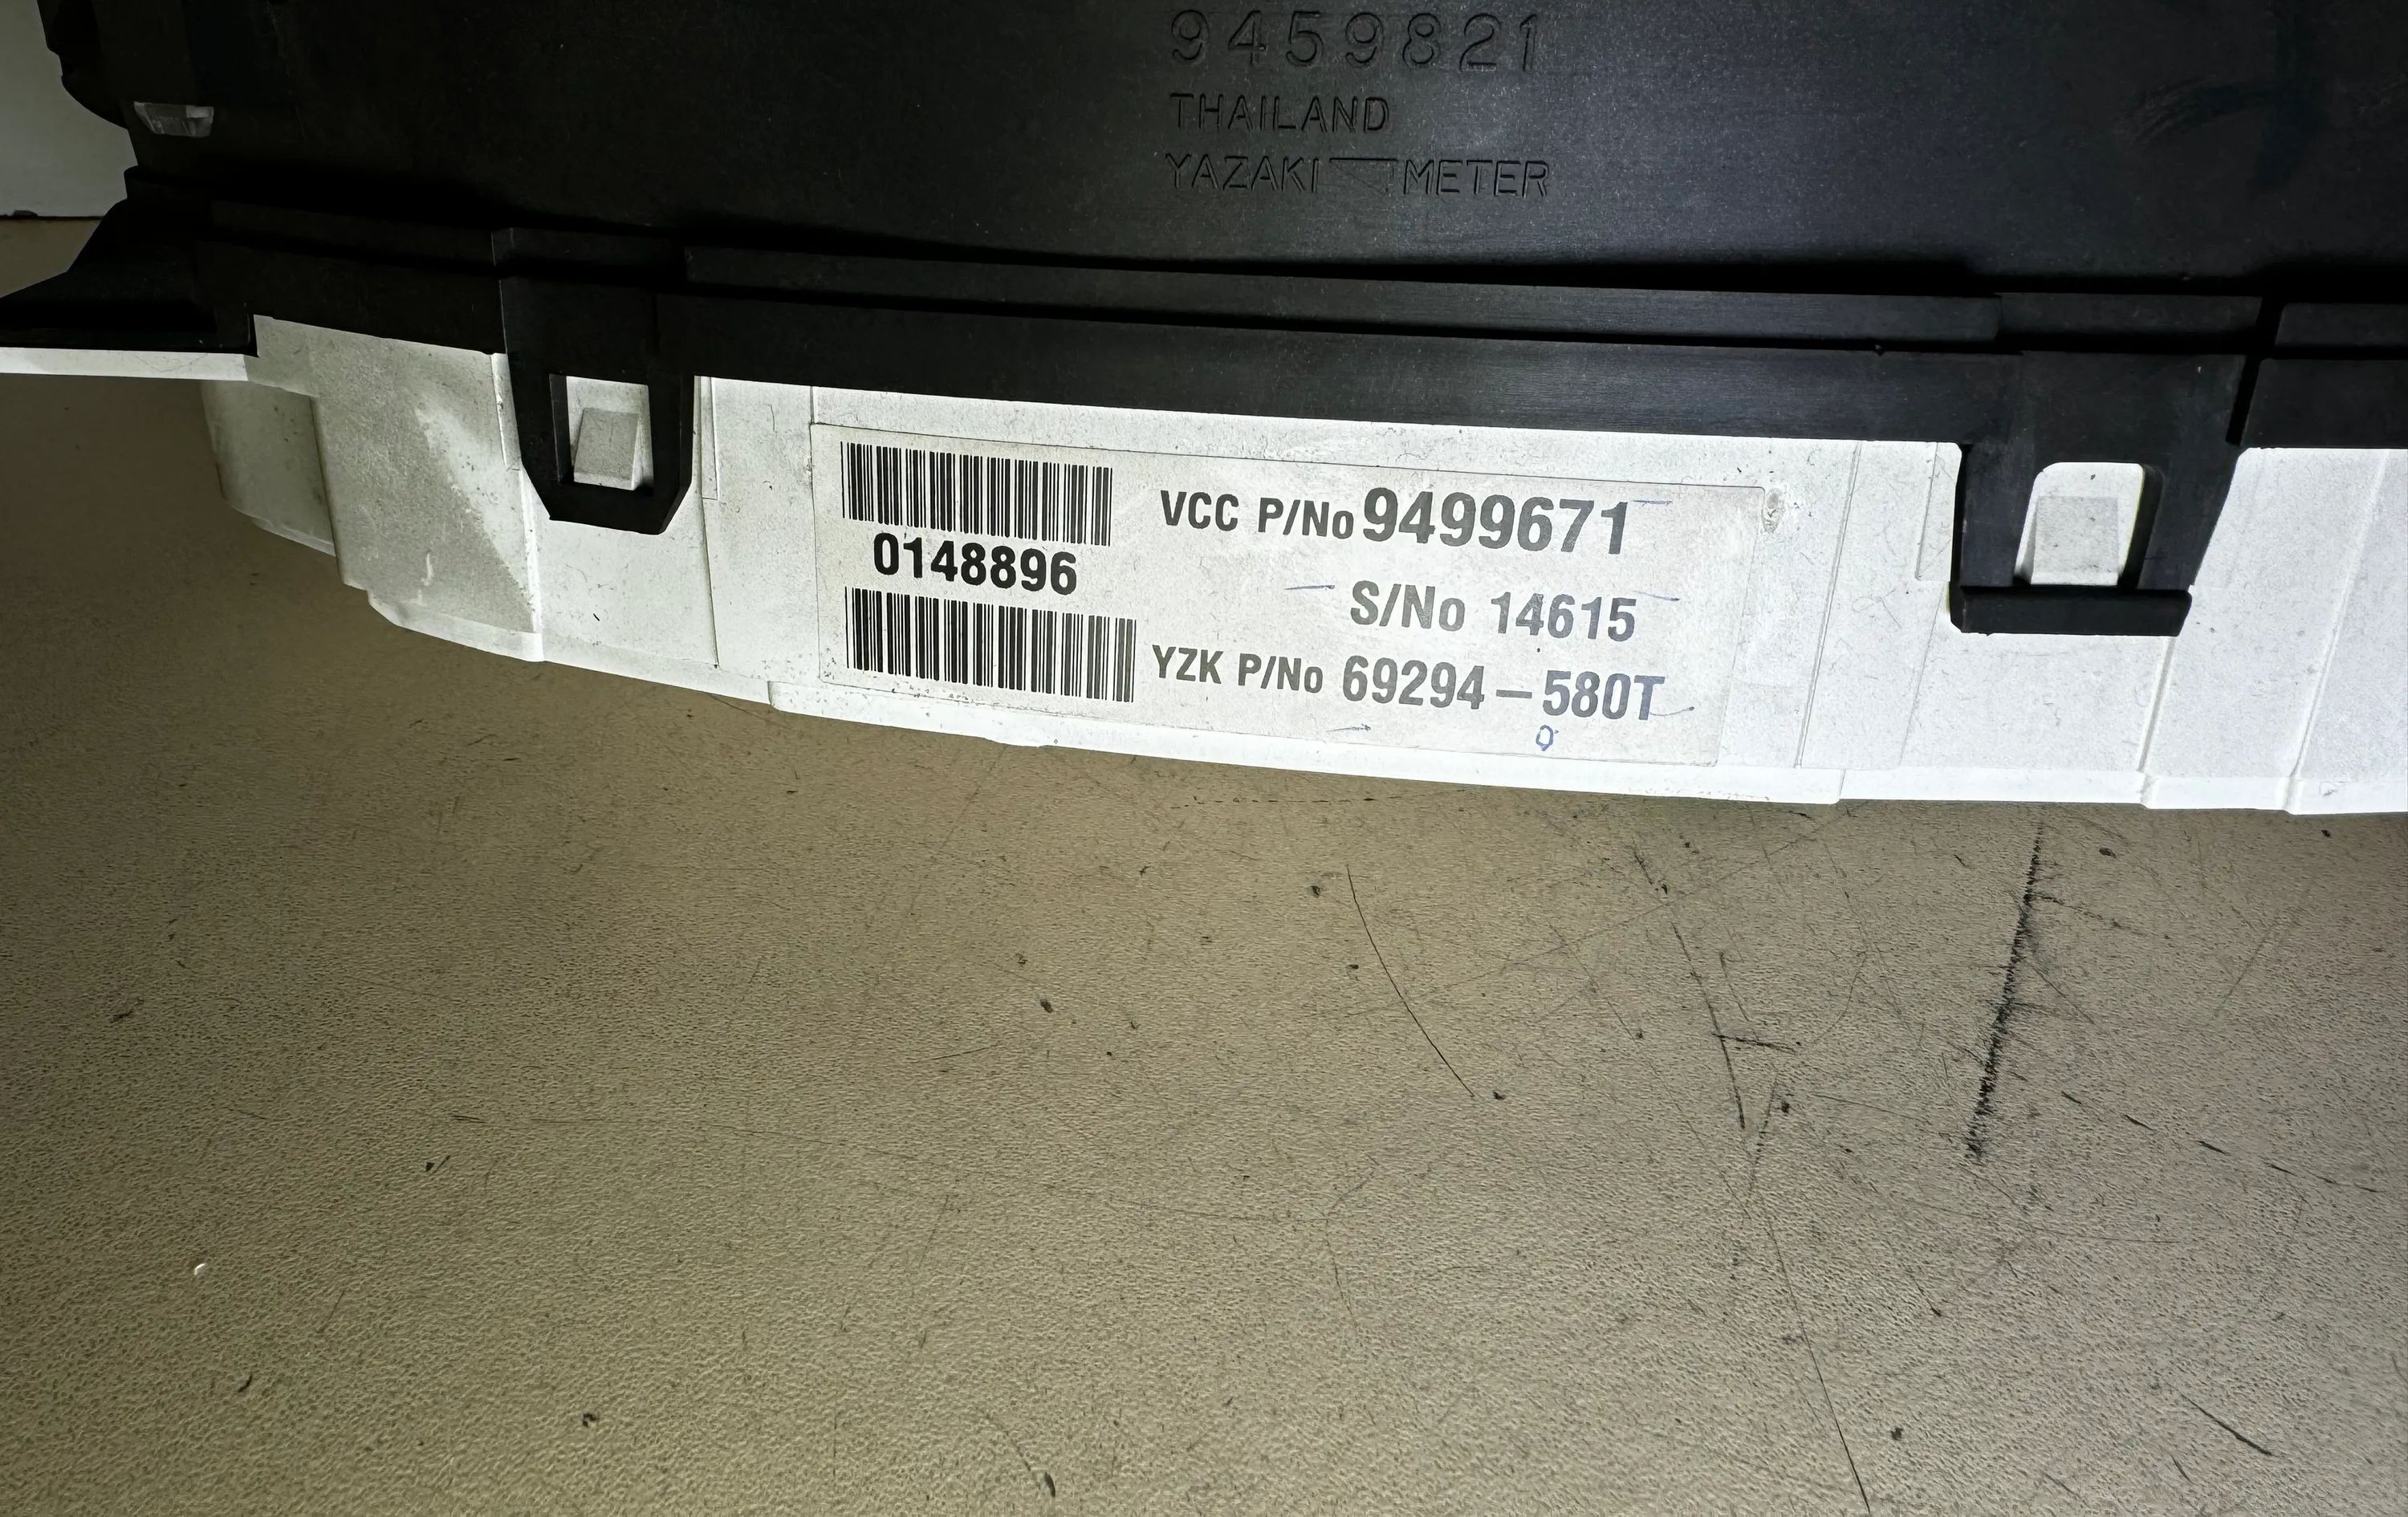 9459821
THAILAND
YAZAKI METER
VCC P/No 9499671
0148896
S/No 14615
YZK P/No 69294-580T